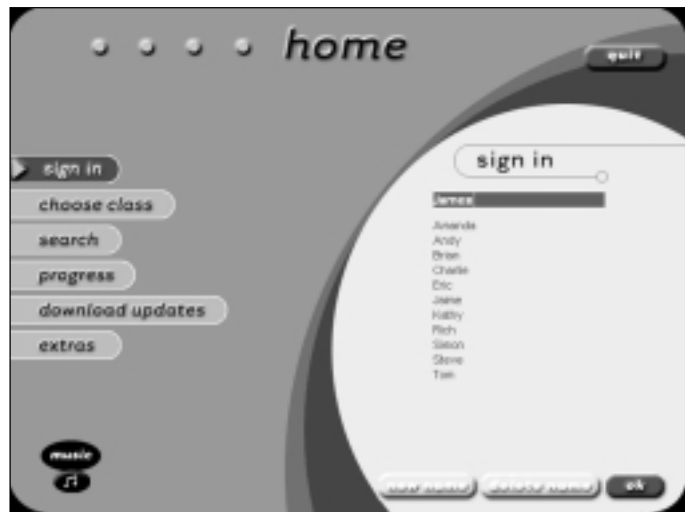 home
quit
sign in
sign in
choose class
search
progress
download updates
extras
James
Amanda
Andy
Brian
Charlie
Eric
Jaime
Kathy
Rich
Simon
Steve
Tom
music
new name
delete name
ok